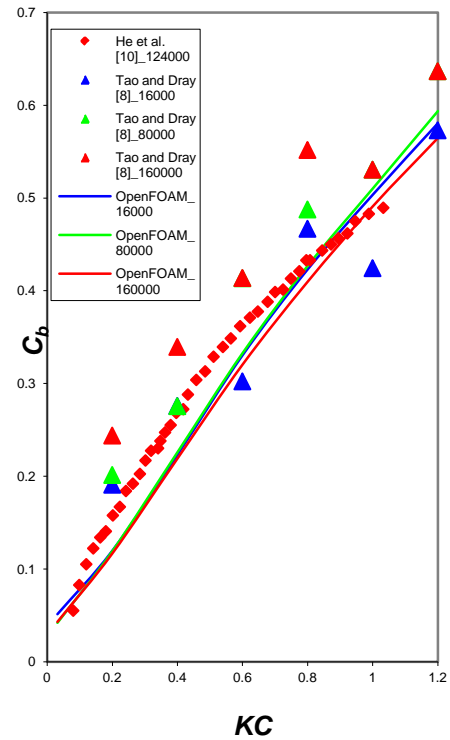 0.7
0.6
0.5
0.4
0.3
0.2
0.1
0
C_b
He et al.
[10]_124000
Tao and Dray
[8]_16000
Tao and Dray
[8]_80000
Tao and Dray
[8]_160000
OpenFOAM_
16000
OpenFOAM_
80000
OpenFOAM_
160000
0 0.2 0.4 0.6 0.8 1 1.2
KC